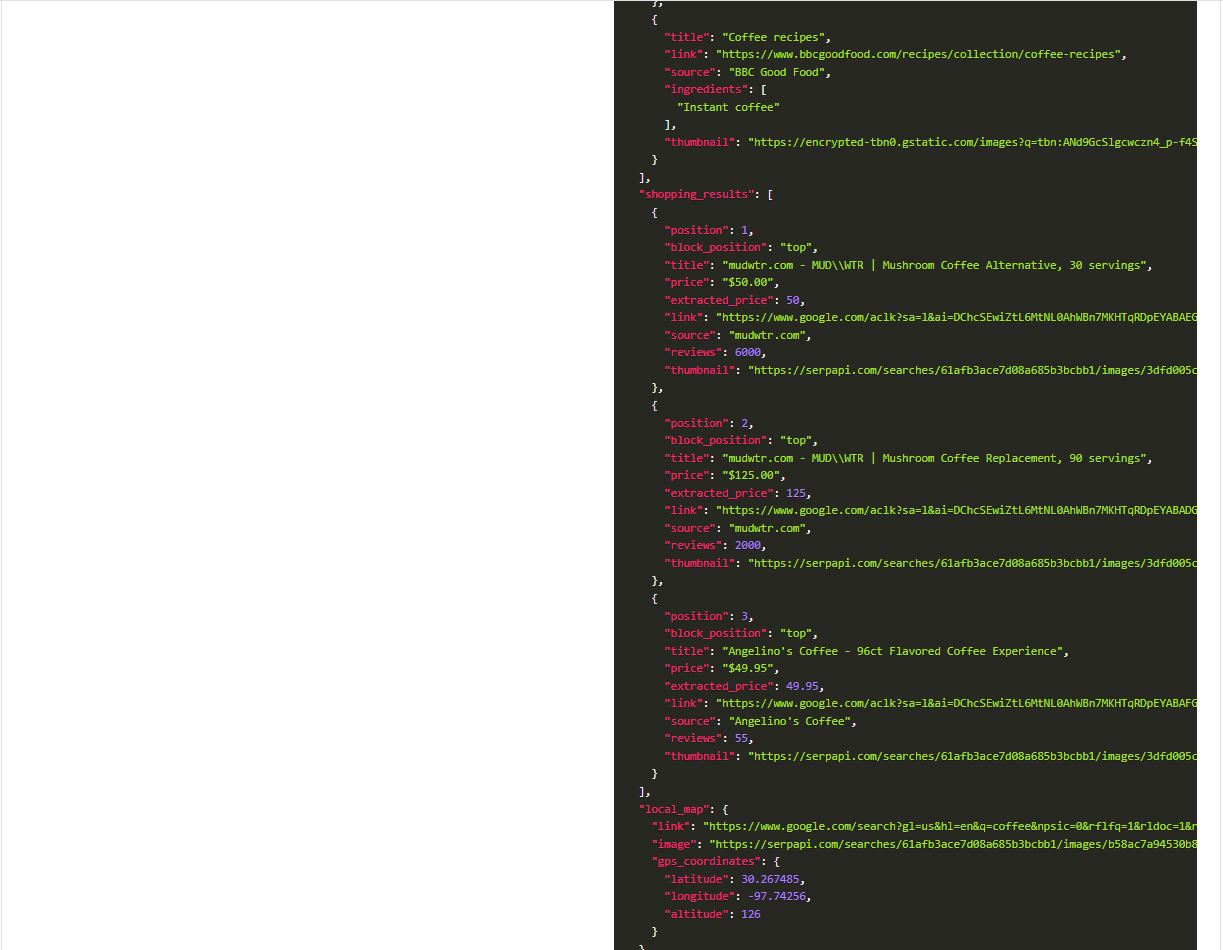 },
{
"title": "Coffee recipes",
"link": "https://www.bbcgoodfood.com/recipes/collection/coffee-recipes",
"source": "BBC Good Food",
"ingredients": [
"Instant coffee"
],
"thumbnail": "https://encrypted-tbn0.gstatic.com/images?q=tbn:ANd9GcSlgcwczn4_p-f4S
}
],
"shopping_results": [
{
"position": 1,
"block_position": "top",
"title": "mudwtr.com - MUD\\WTR | Mushroom Coffee Alternative, 30 servings",
"price": "$50.00",
"extracted_price": 50,
"link": "https://www.google.com/aclk?sa=l&ai=DChcSEwiZtL6MtNL0AhWBn7MKHTqRDpEYABAEG
"source": "mudwtr.com",
"reviews": 6000,
"thumbnail": "https://serpapi.com/searches/61afb3ace7d08a685b3bcbb1/images/3dfd005c
},
{
"position": 2,
"block_position": "top",
"title": "mudwtr.com - MUD\\WTR | Mushroom Coffee Replacement, 90 servings",
"price": "$125.00",
"extracted_price": 125,
"link": "https://www.google.com/aclk?sa=l&ai=DChcSEwiZtL6MtNL0AhWBn7MKHTqRDpEYABADG
"source": "mudwtr.com",
"reviews": 2000,
"thumbnail": "https://serpapi.com/searches/61afb3ace7d08a685b3bcbb1/images/3dfd005c
},
{
"position": 3,
"block_position": "top",
"title": "Angelino's Coffee - 96ct Flavored Coffee Experience",
"price": "$49.95",
"extracted_price": 49.95,
"link": "https://www.google.com/aclk?sa=l&ai=DChcSEwiZtL6MtNL0AhWBn7MKHTqRDpEYABAFG
"source": "Angelino's Coffee",
"reviews": 55,
"thumbnail": "https://serpapi.com/searches/61afb3ace7d08a685b3bcbb1/images/3dfd005c
}
],
"local_map": {
"link": "https://www.google.com/search?gl=us&hl=en&q=coffee&npsic=0&rflfq=1&rldoc=1&r
"image": "https://serpapi.com/searches/61afb3ace7d08a685b3bcbb1/images/b58ac7a94530b8
"gps_coordinates": {
"latitude": 30.267485,
"longitude": -97.74256,
"altitude": 126
}
}